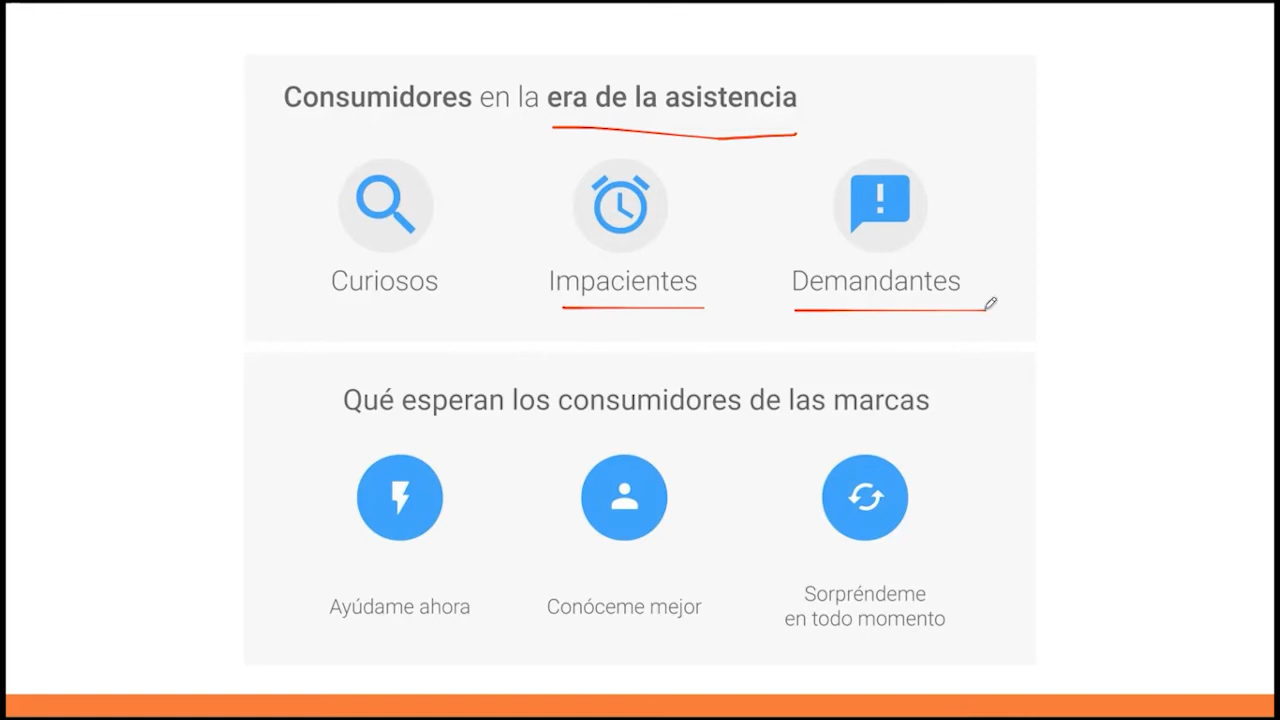 Consumidores en la era de la asistencia
Curiosos
Impacientes
Demandantes
Qué esperan los consumidores de las marcas
Ayúdame ahora
Conóceme mejor
Sorpréndeme
en todo momento